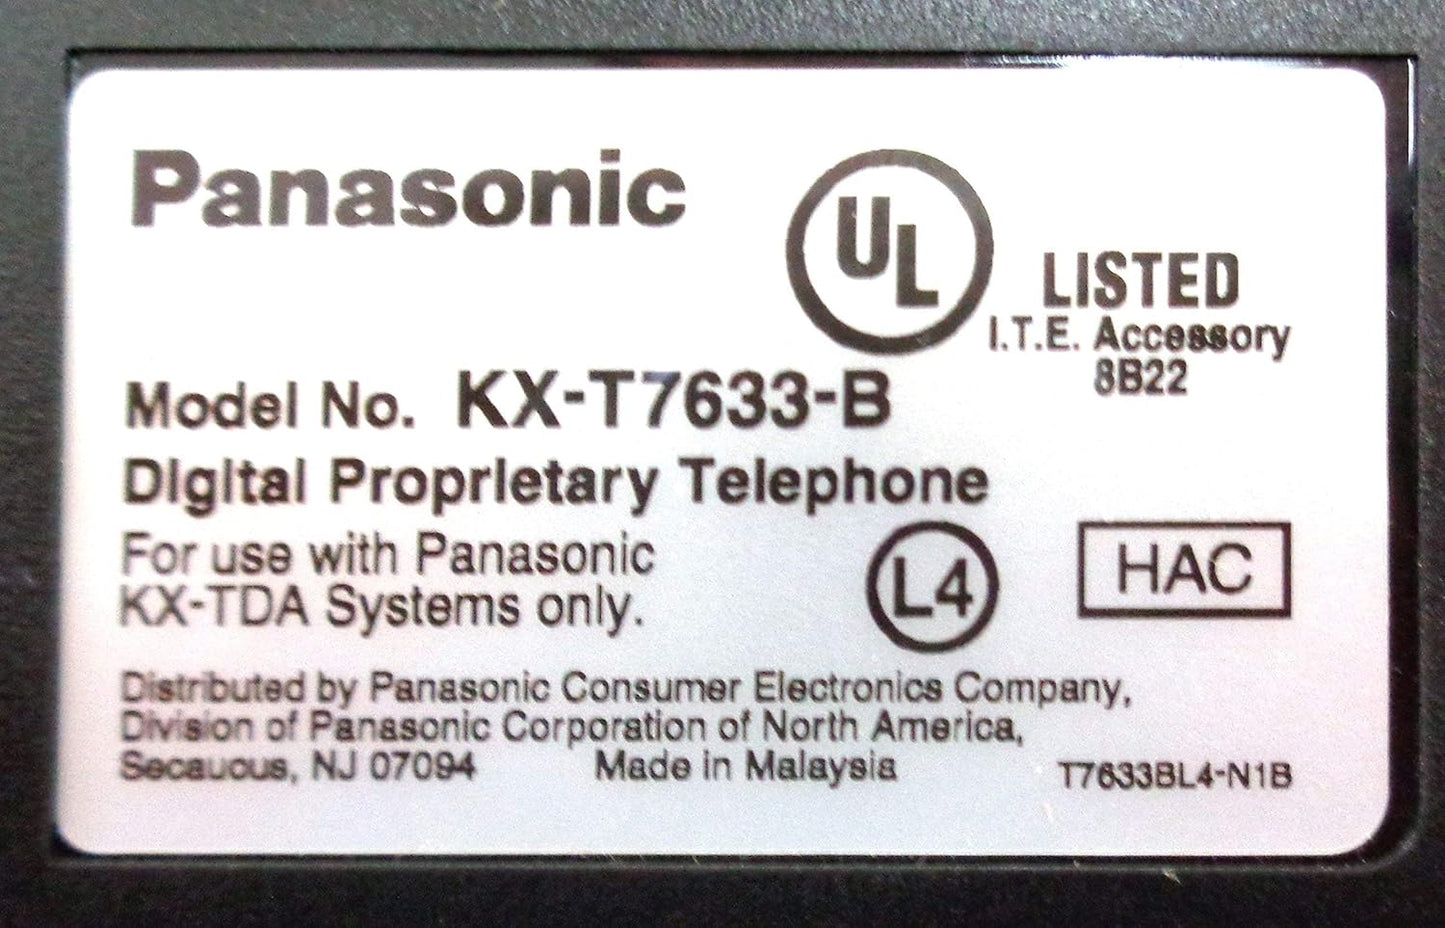 Panasonic
UL
LISTED
I.T.E. Accessory
8B22
Model No. KX-T7633-B
Digital Proprietary Telephone
For use with Panasonic
KX-TDA Systems only.
L4
HAC
Distributed by Panasonic Consumer Electronics Company,
Division of Panasonic Corporation of North America,
Secaucus, NJ 07094 Made in Malaysia T7633BL4-N1B